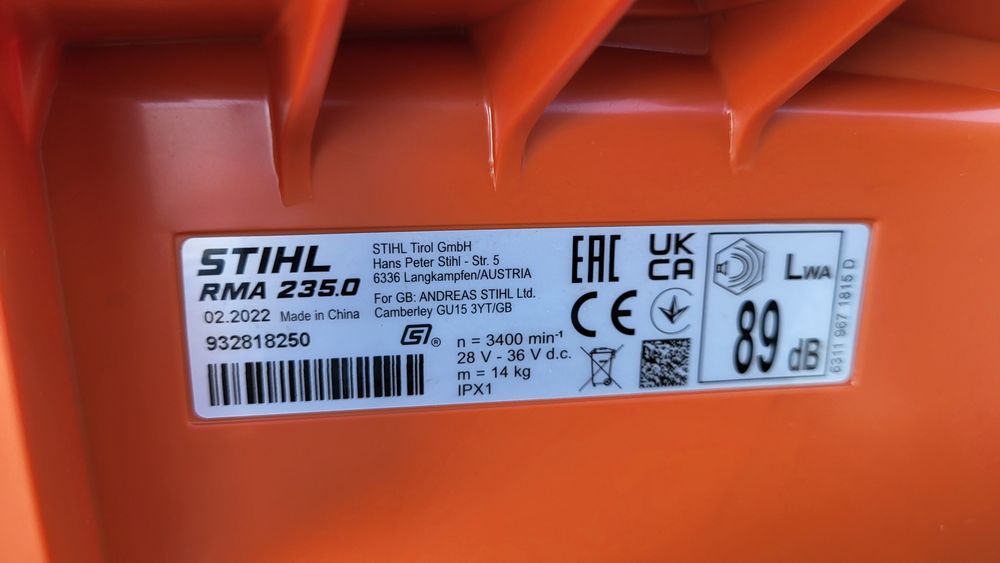 STIHL
RMA 235.0
02.2022 Made in China
932818250
STIHL Tirol GmbH
Hans Peter Stihl - Str. 5
6336 Langkampfen/AUSTRIA
For GB: ANDREAS STIHL Ltd.
Camberley GU15 3YT/GB
®
n = 3400 min-¹
28 V - 36 V d.c.
m = 14 kg
IPX1
EAC
UK
CA
CE
LWA
89 dB
6311 967 1815 D